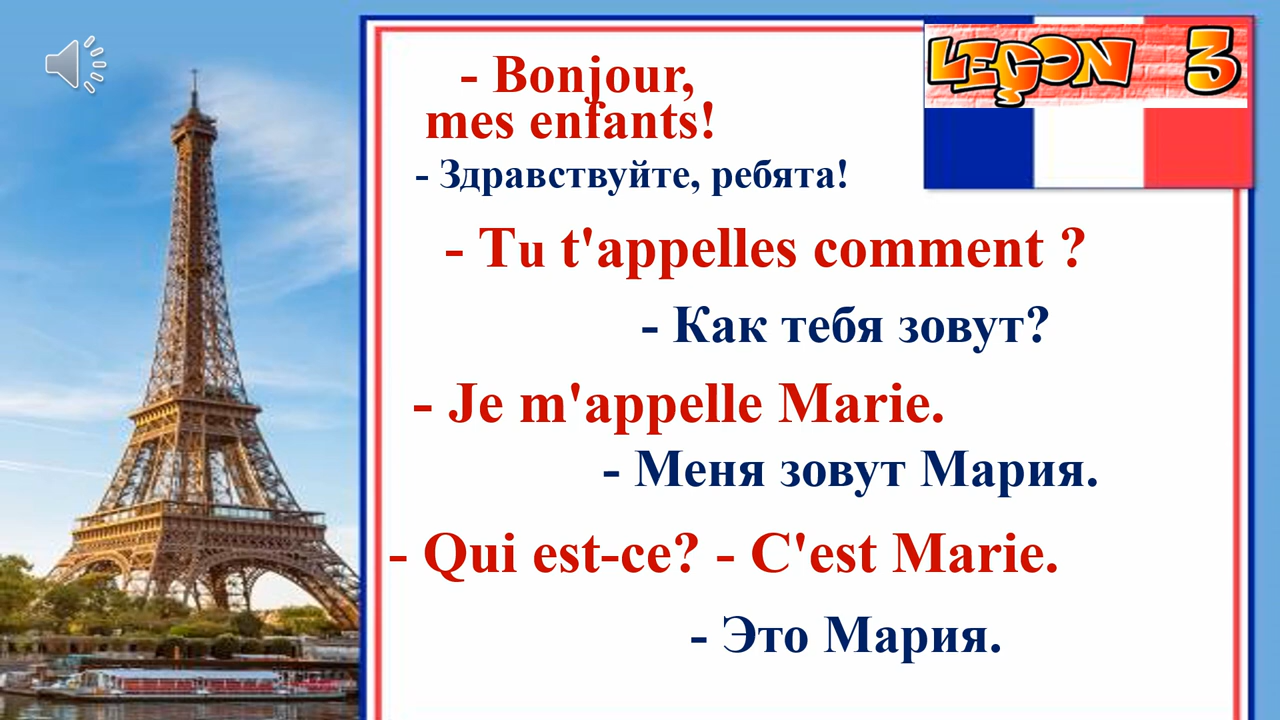 LEÇON 3
- Bonjour,
mes enfants!
- Здравствуйте, ребята!
- Tu t'appelles comment ?
- Как тебя зовут?
- Je m'appelle Marie.
- Меня зовут Мария.
- Qui est-ce? - C'est Marie.
- Это Мария.